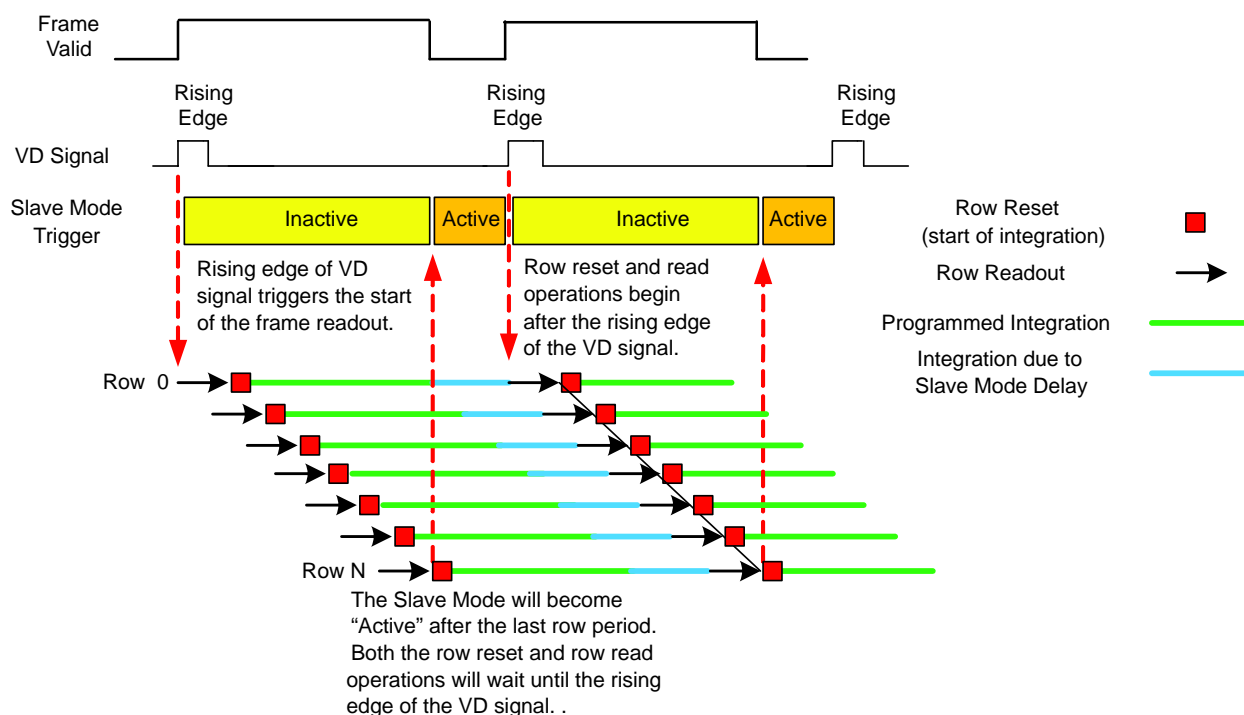 Frame
Valid
Rising
Edge
Rising
Edge
Rising
Edge
VD Signal
Slave Mode
Trigger
Inactive
Active
Inactive
Active
Row Reset
(start of integration)
Row Readout
Programmed Integration
Integration due to
Slave Mode Delay
Rising edge of VD
signal triggers the start
of the frame readout.
Row reset and read
operations begin
after the rising edge
of the VD signal.
Row 0
Row N
The Slave Mode will become
“Active” after the last row period.
Both the row reset and row read
operations will wait until the rising
edge of the VD signal. .